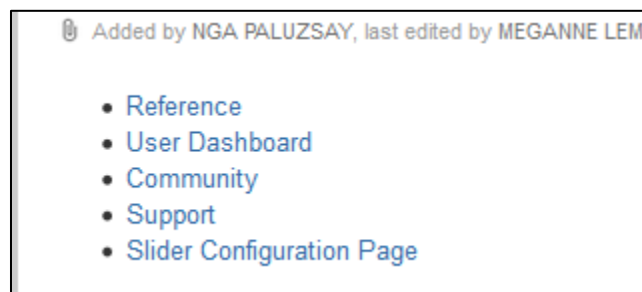 Added by NGA PALUZSAY, last edited by MEGANNE LEM
Reference
User Dashboard
Community
Support
Slider Configuration Page